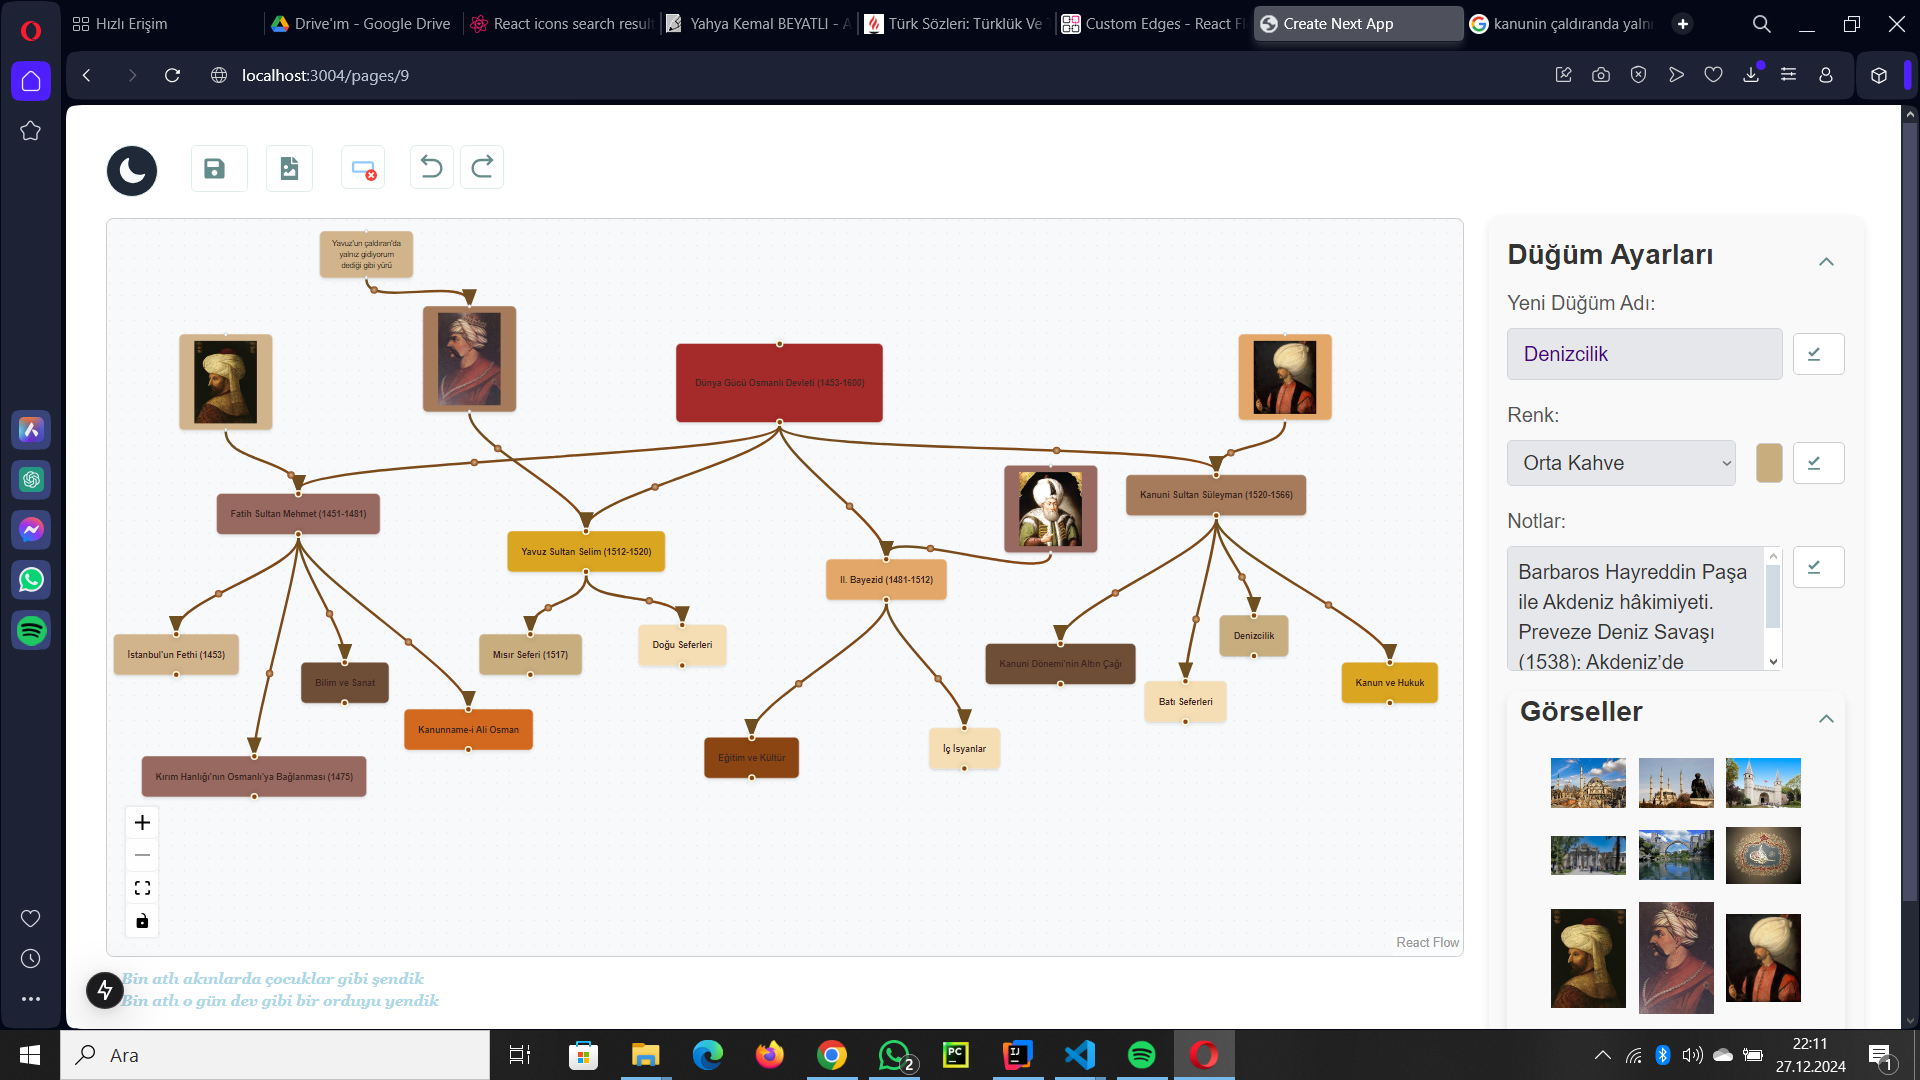 Hızlı Erişim
Drive'ım - Google Drive
React icons search result
Yahya Kemal BEYATLI - A
Türk Sözleri: Türklük Ve
Custom Edges - React Fl
Create Next App
kanunin çaldıranda yaln
localhost:3004/pages/9
Yavuz'un çaldıran'da
yalnız gidiyorum
dediği gibi yürü
Dünya Gücü Osmanlı Devleti (1453-1600)
Kanuni Sultan Süleyman (1520-1566)
Fatih Sultan Mehmet (1451-1481)
Yavuz Sultan Selim (1512-1520)
II. Bayezid (1481-1512)
İstanbul'un Fethi (1453)
Bilim ve Sanat
Mısır Seferi (1517)
Doğu Seferleri
Denizcilik
Kanuni Dönemi'nin Altın Çağı
Batı Seferleri
Kanun ve Hukuk
Kanunname-i Ali Osman
Eğitim ve Kültür
İç İsyanlar
Kırım Hanlığı'nın Osmanlı'ya Bağlanması (1475)
React Flow
Bin atlı akınlarda çocuklar gibi şendik
Bin atlı o gün dev gibi bir orduyu yendik
Düğüm Ayarları
Yeni Düğüm Adı:
Denizcilik
Renk:
Orta Kahve
Notlar:
Barbaros Hayreddin Paşa
ile Akdeniz hâkimiyeti.
Preveze Deniz Savaşı
(1538): Akdeniz’de
Görseller
Ara
2
PC
IJ
22:11
27.12.2024
1